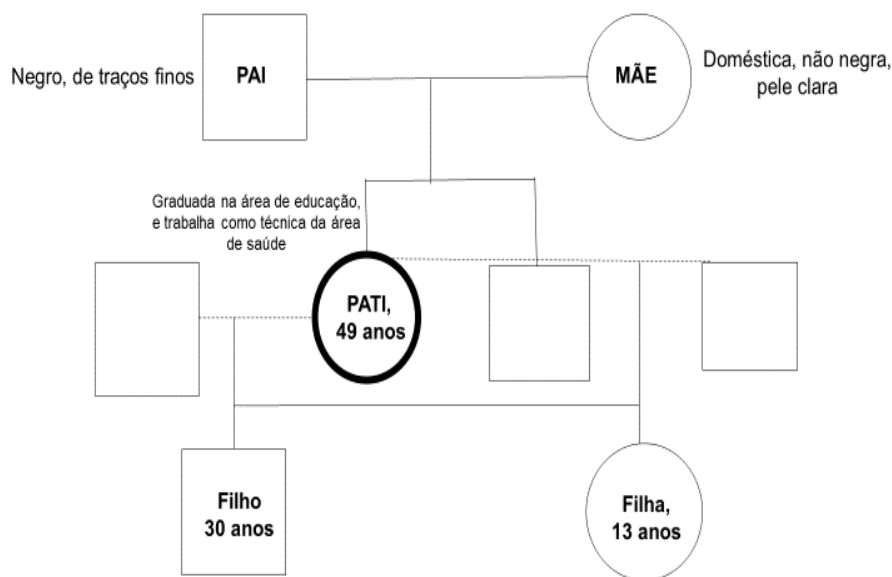 Negro, de traços finos
PAI
MÃE
Doméstica, não negra,
pele clara
Graduada na área de educação,
e trabalha como técnica da área
de saúde
PATI,
49 anos
Filho
30 anos
Filha,
13 anos